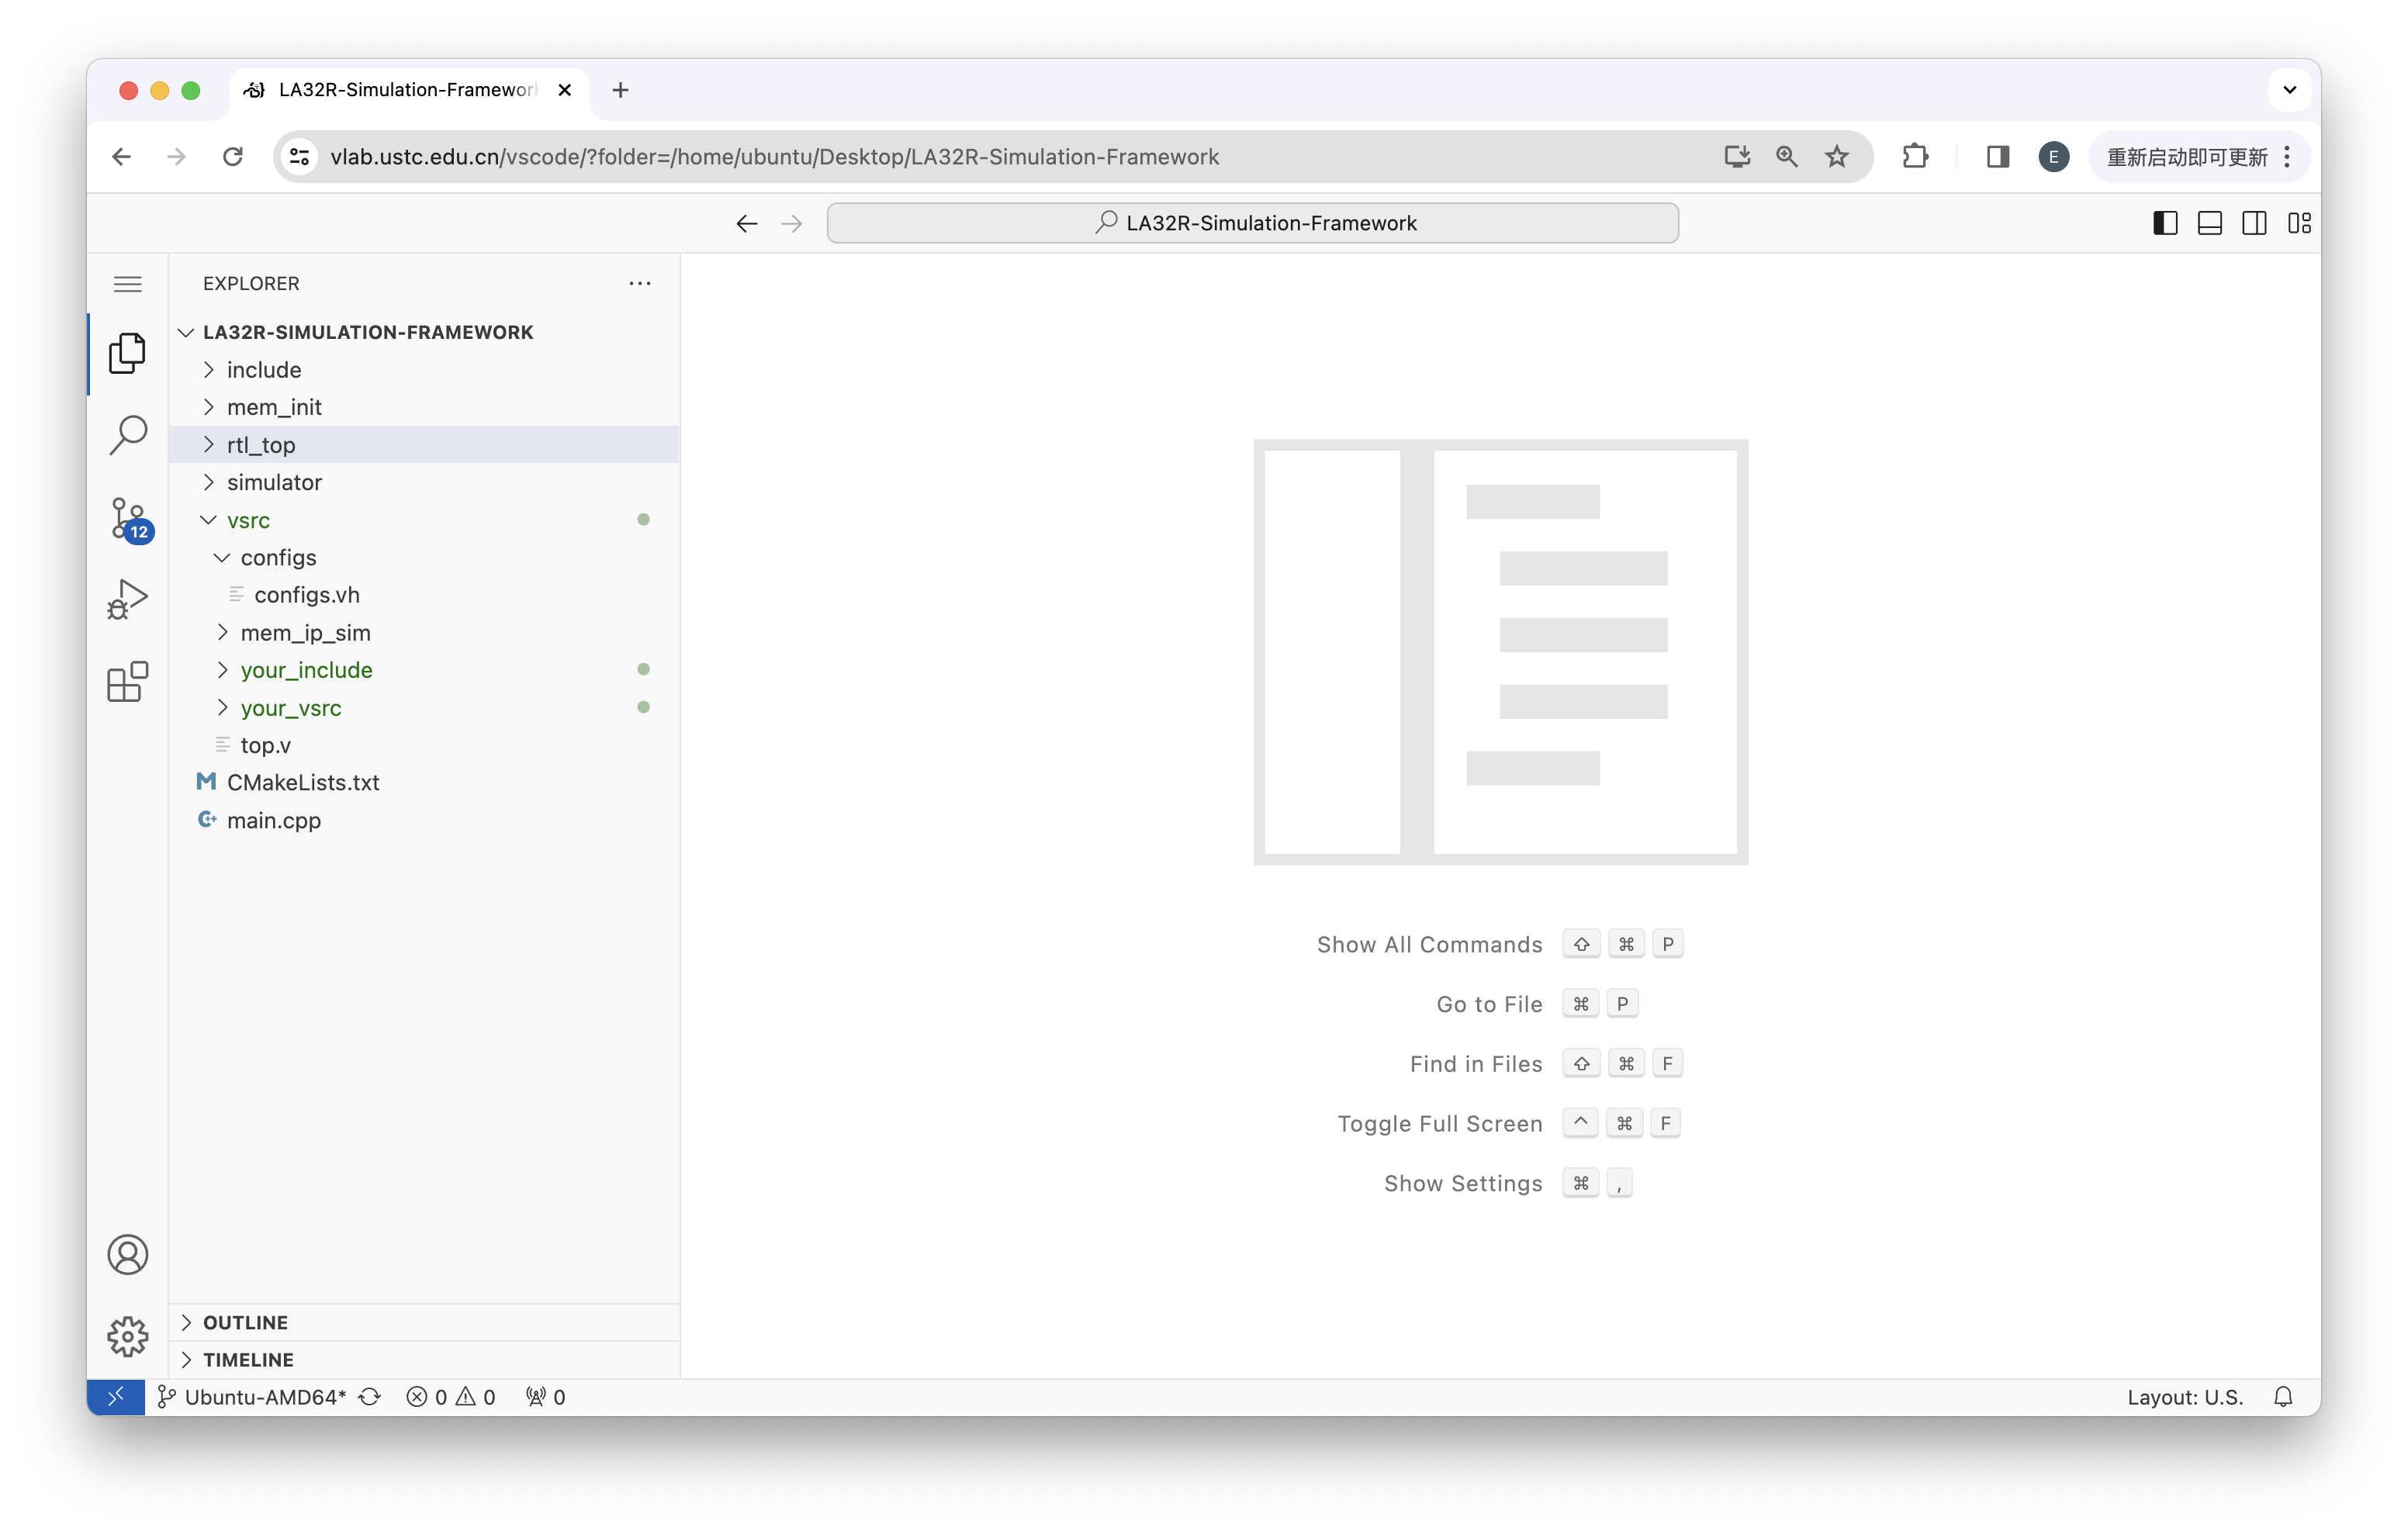 LA32R-Simulation-Framewor
vlab.ustc.edu.cn/vscode/?folder=/home/ubuntu/Desktop/LA32R-Simulation-Framework
E
重新启动即可更新
LA32R-Simulation-Framework
EXPLORER
LA32R-SIMULATION-FRAMEWORK
include
mem_init
rtl_top
simulator
12
vsrc
configs
configs.vh
mem_ip_sim
your_include
your_vsrc
top.v
CMakeLists.txt
main.cpp
Show All Commands ⇧ ⌘ P
Go to File ⌘ P
Find in Files ⇧ ⌘ F
Toggle Full Screen ^ ⌘ F
Show Settings ⌘ ,
OUTLINE
TIMELINE
Ubuntu-AMD64* 0 0 0 Layout: U.S.